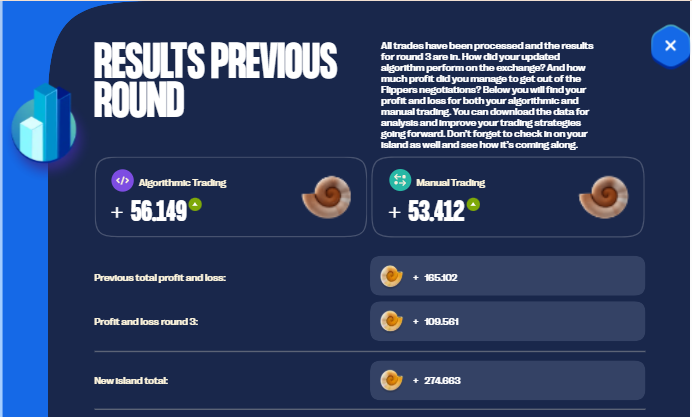 RESULTS PREVIOUS
ROUND
All trades have been processed and the results
for round 3 are in. How did your updated
algorithm perform on the exchange? And how
much profit did you manage to get out of the
Flippers negotiations? Below you will find your
profit and loss for both your algorithmic and
manual trading. You can download the data for
analysis and improve your trading strategies
going forward. Don't forget to check in on your
island as well and see how it's coming along.
Algorithmic Trading
+ 56.149
Manual Trading
+ 53.412
Previous total profit and loss:
+ 165.102
Profit and loss round 3:
+ 109.561
New island total:
+ 274.663